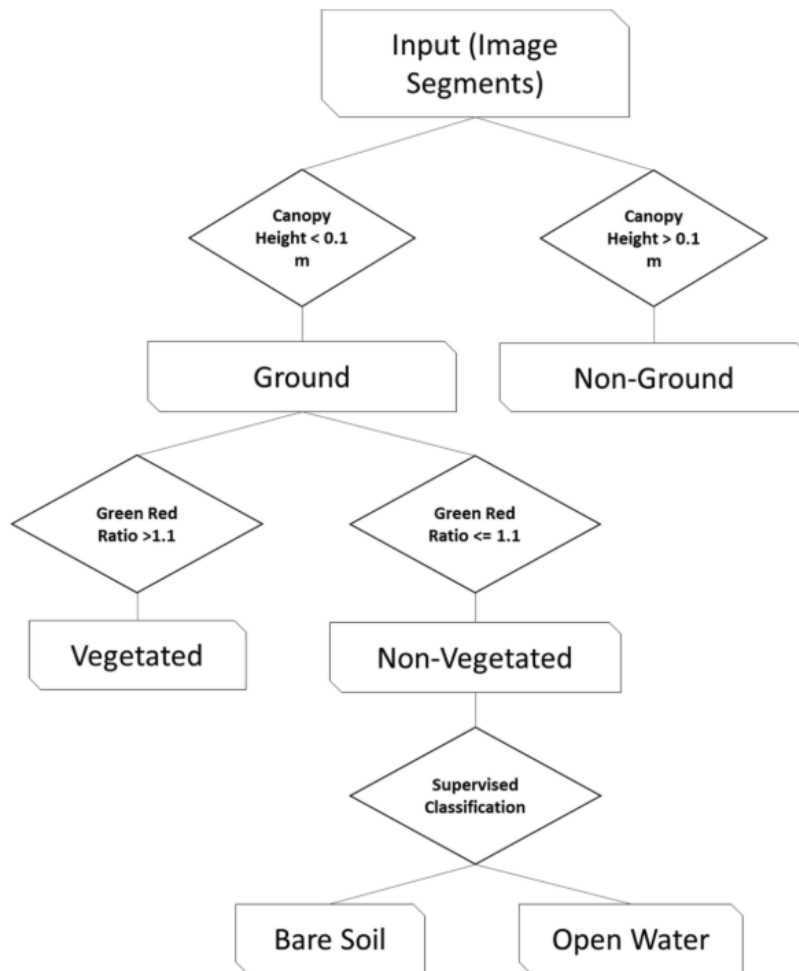 Input (Image
Segments)
Canopy
Height < 0.1
m
Canopy
Height > 0.1
m
Ground
Non-Ground
Green Red
Ratio >1.1
Green Red
Ratio <= 1.1
Vegetated
Non-Vegetated
Supervised
Classification
Bare Soil
Open Water